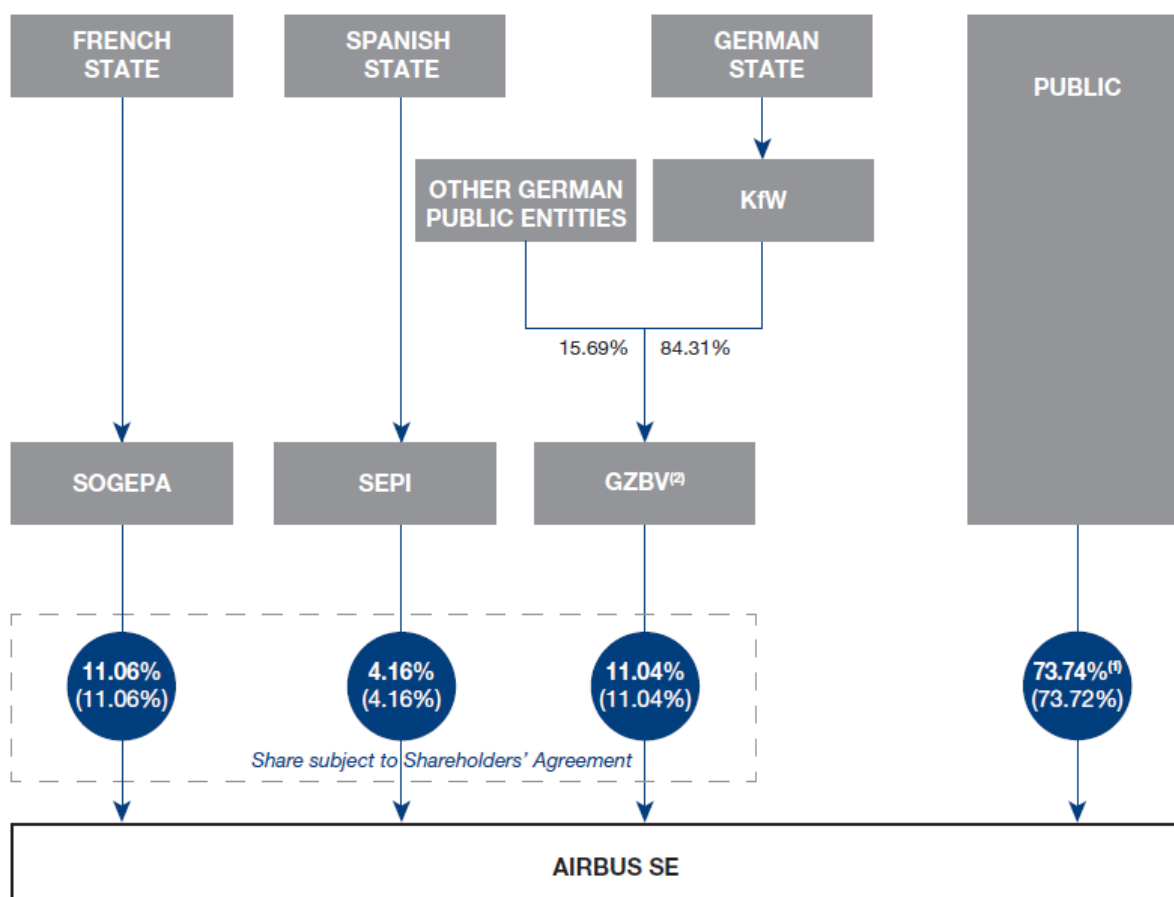 FRENCH
STATE
SPANISH
STATE
GERMAN
STATE
PUBLIC
OTHER GERMAN
PUBLIC ENTITIES
KfW
15.69%
84.31%
SOGEPA
SEPI
GZBV(2)
11.06%
(11.06%)
4.16%
(4.16%)
11.04%
(11.04%)
73.74%(1)
(73.72%)
Share subject to Shareholders' Agreement
AIRBUS SE